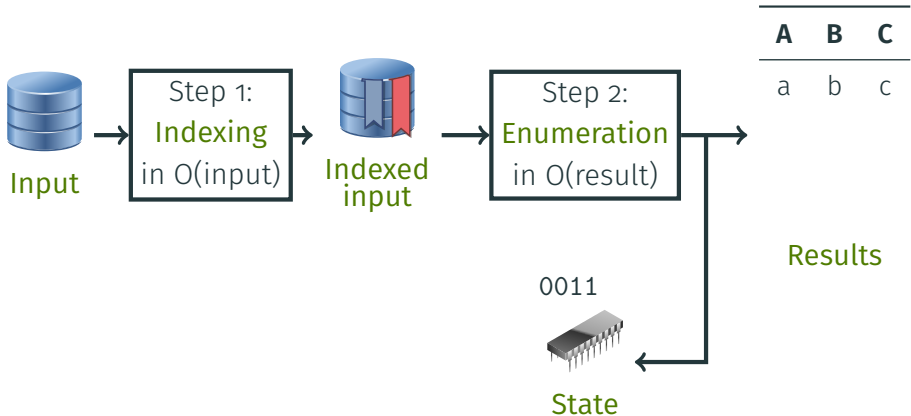 A B C
a b c
Step 1:
Indexing
in O(input)
Input
Indexed
input
Step 2:
Enumeration
in O(result)
Results
0011
State